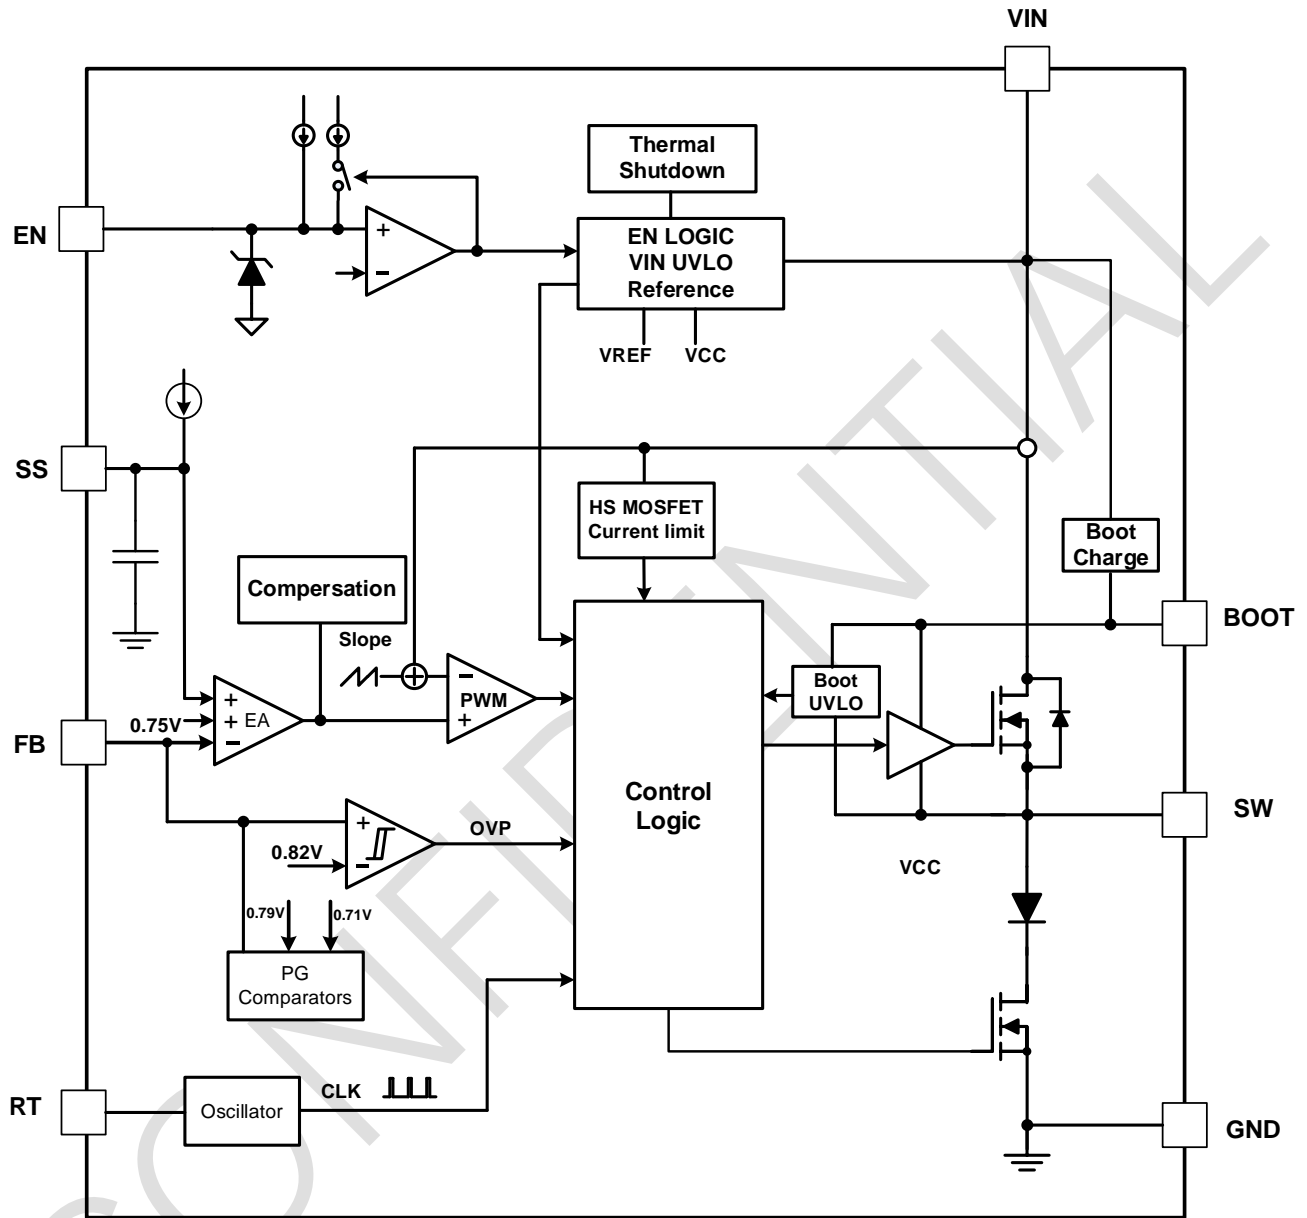 VIN
Thermal
Shutdown
EN
EN LOGIC
VIN UVLO
Reference
VREF
VCC
SS
HS MOSFET
Current limit
Boot
Charge
Compersation
BOOT
Slope
Boot
UVLO
PWM
EA
0.75V
FB
Control
Logic
SW
OVP
0.82V
VCC
0.79V
0.71V
PG
Comparators
CLK
RT
Oscillator
GND
CONFIDENTIAL